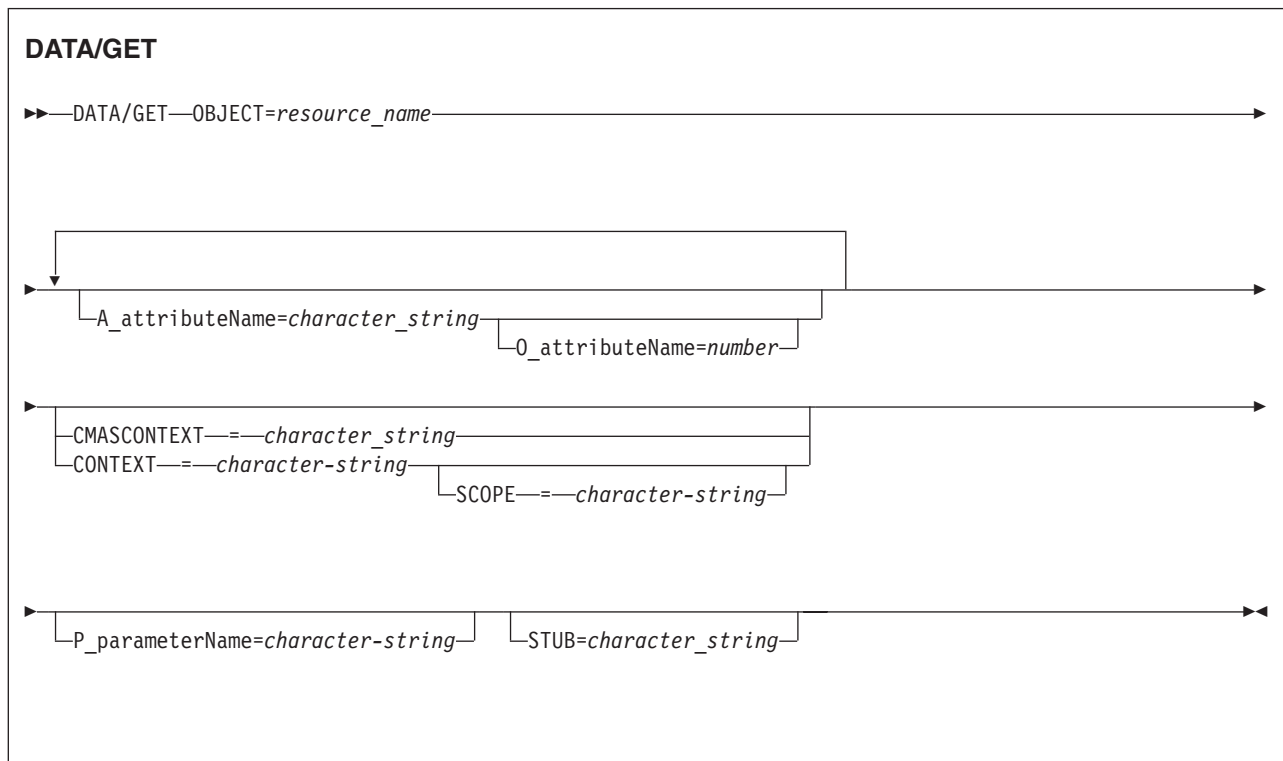 DATA/GET
DATA/GET OBJECT=resource_name
A_attributeName=character_string
O_attributeName=number
CMASCONTEXT = character_string
CONTEXT = character-string
SCOPE = character-string
P_parameterName=character-string STUB=character_string